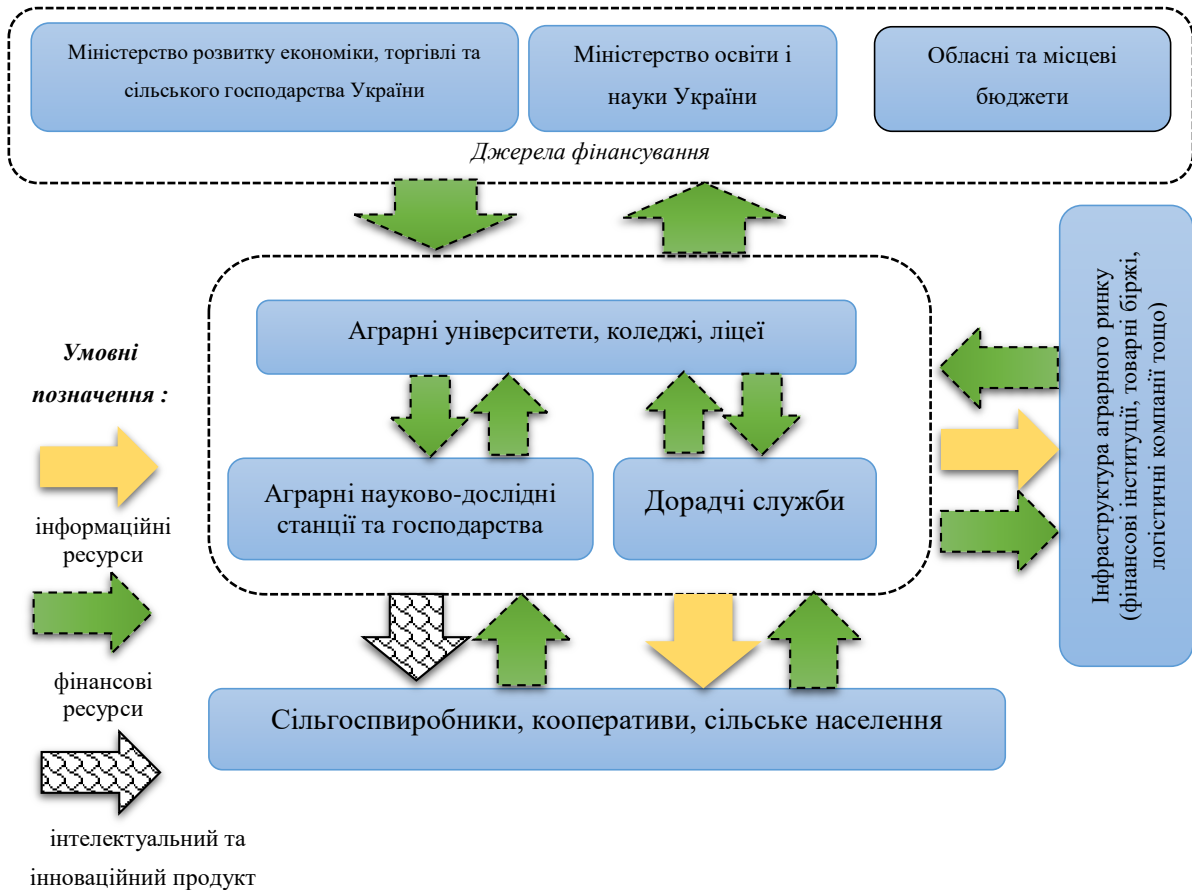 Міністерство розвитку економіки, торгівлі та
сільського господарства України
Міністерство освіти і
науки України
Обласні та місцеві
бюджети
Джерела фінансування
Аграрні університети, коледжі, ліцеї
Аграрні науково-дослідні
станції та господарства
Дорадчі служби
Інфраструктура аграрного ринку
(фінансові інституції, товарні біржі,
логістичні компанії тощо)
Умовні
позначення :
інформаційні
ресурси
фінансові
ресурси
інтелектуальний та
інноваційний продукт
Сільгоспвиробники, кооперативи, сільське населення